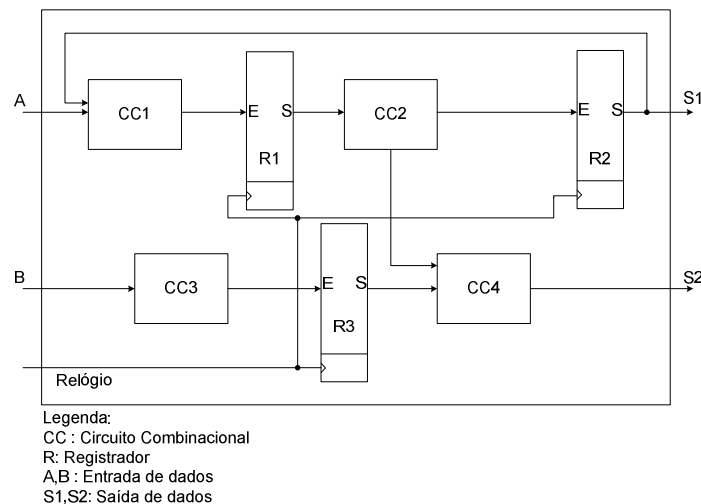 A
CC1
E S
R1
CC2
E S
R2
S1
B
CC3
E S
R3
CC4
S2
Relógio
Legenda:
CC : Circuito Combinacional
R: Registrador
A,B : Entrada de dados
S1,S2: Saída de dados